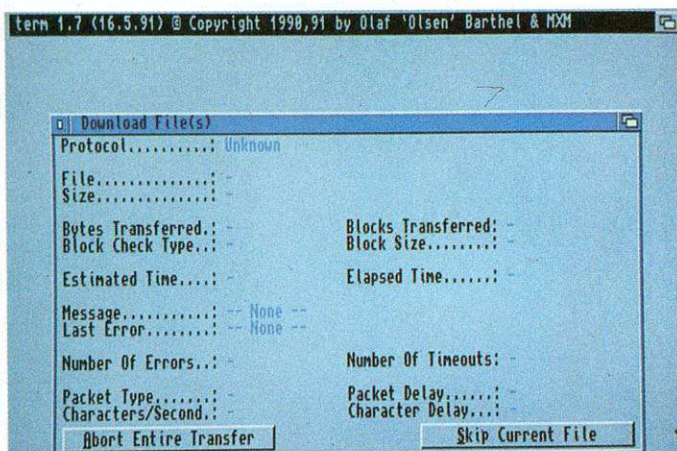 term 1.7 (16.5.91) © Copyright 1990,91 by Olaf 'Olsen' Barthel & MXM
Download File(s)
Protocol..........: Unknown
File..............: -
Size..............: -
Bytes Transferred.: - Blocks Transferred: -
Block Check Type..: - Block Size........: -
Estimated Time....: - Elapsed Time......: -
Message...........: -- None --
Last Error........: -- None --
Number Of Errors..: - Number Of Timeouts: -
Packet Type.......: - Packet Delay......: -
Characters/Second.: - Character Delay...: -
Abort Entire Transfer Skip Current File